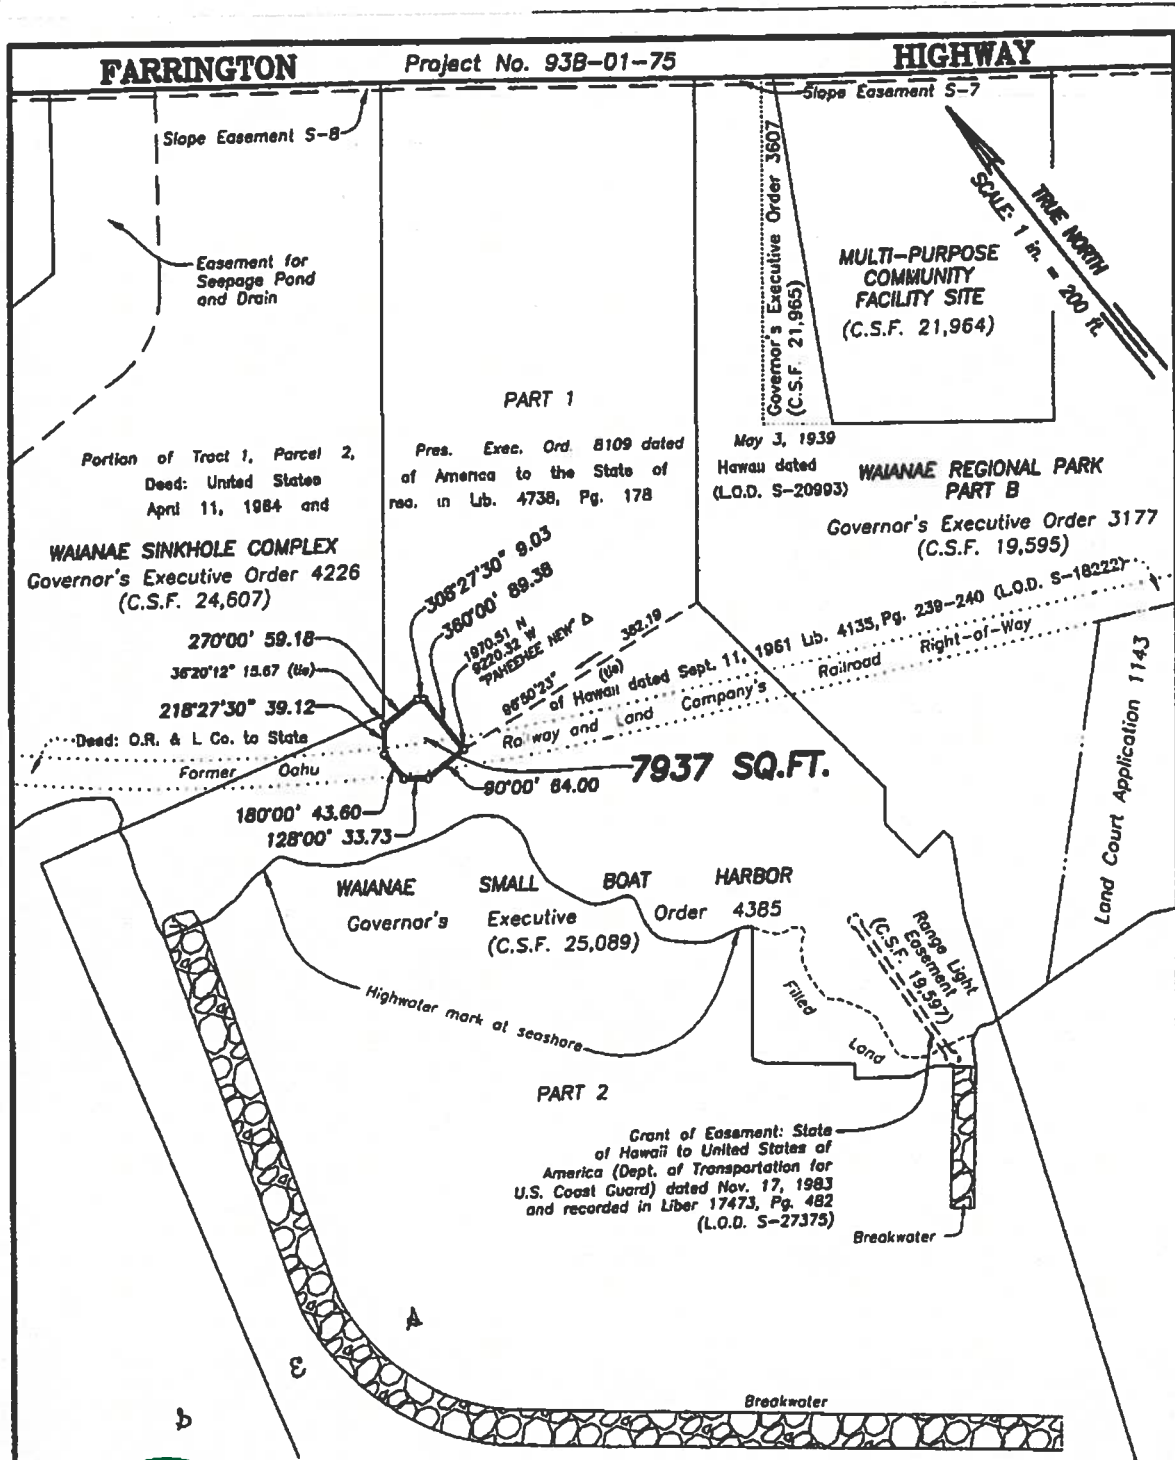 FARRINGTON
Project No. 93B-01-75
HIGHWAY
Slope Easement S-8
Slope Easement S-7
Easement for
Seepage Pond
and Drain
Governor's Executive Order 3607
(C.S.F. 21,965)
MULTI-PURPOSE
COMMUNITY
FACILITY SITE
(C.S.F. 21,964)
TRUE NORTH
SCALE: 1 in. = 200 ft.
PART 1
Portion of Tract 1, Parcel 2,
Deed: United States
April 11, 1984 and
Pres. Exec. Ord. 8109 dated
of America to the State of
rec. in Lib. 4738, Pg. 178
May 3, 1939
Hawaii dated
(L.O.D. S-20993)
WAIANAE REGIONAL PARK
PART B
Governor's Executive Order 3177
(C.S.F. 19,595)
WAIANAE SINKHOLE COMPLEX
Governor's Executive Order 4226
(C.S.F. 24,607)
308°27'30" 9.03
360°00' 89.38
1970.51 N
9220.32 W
"PAHEEHEE NEW" Δ
96°50'23" 382.19
(tie)
270°00' 59.18
36°20'12" 15.67 (tie)
218°27'30" 39.12
Deed: O.R. & L Co. to State
of Hawaii dated Sept. 11, 1961 Lib. 4135, Pg. 239-240 (L.O.D. S-18222)
Former Oahu Railway and Land Company's Railroad Right-of-Way
7937 SQ.FT.
90°00' 64.00
180°00' 43.60
128°00' 33.73
Land Court Application 1143
WAIANAE SMALL BOAT HARBOR
Governor's Executive Order 4385
(C.S.F. 25,089)
Range Light
Easement
(C.S.F. 19,597)
Highwater mark at seashore
Filled
Land
PART 2
Grant of Easement: State
of Hawaii to United States of
America (Dept. of Transportation for
U.S. Coast Guard) dated Nov. 17, 1983
and recorded in Liber 17473, Pg. 482
(L.O.D. S-27375)
Breakwater
A
ε
b
Breakwater